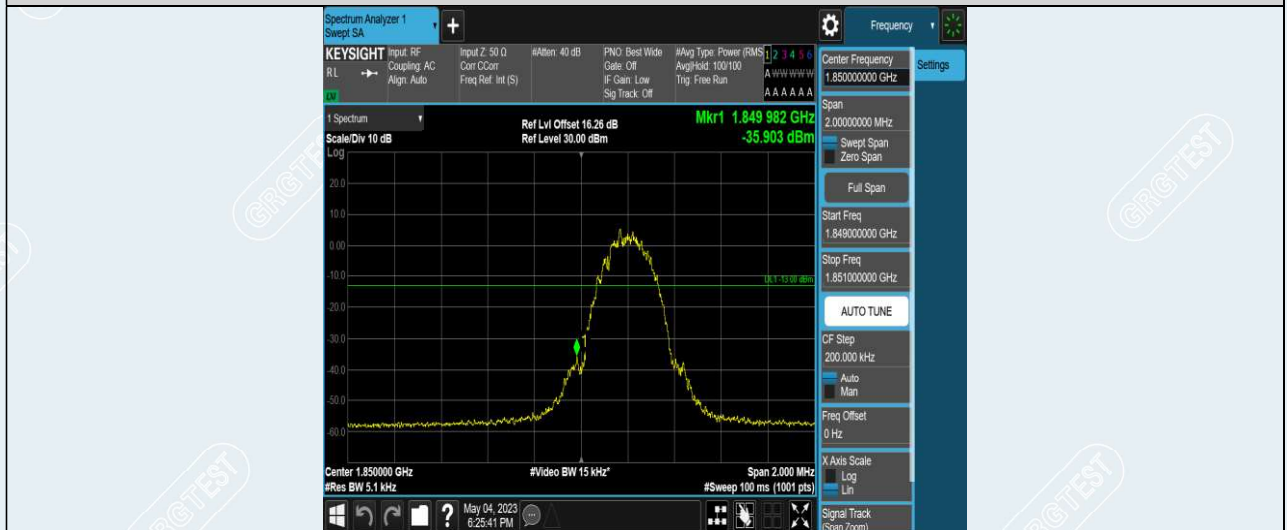 Spectrum Analyzer 1
Swept SA
Frequency
KEYSIGHT
RL
Input: RF
Coupling: AC
Align: Auto
Input Z: 50 Ω
Corr CCorr
Freq Ref: Int (S)
#Atten: 40 dB
PNO: Best Wide
Gate: Off
IF Gain: Low
Sig Track: Off
#Avg Type: Power (RMS
Avg|Hold: 100/100
Trig: Free Run
1 2 3 4 5 6
A W W W W W
A A A A A A
1 Spectrum
Scale/Div 10 dB
Log
Ref Lvl Offset 16.26 dB
Ref Level 30.00 dBm
Mkr1 1.849 982 GHz
-35.903 dBm
20.0
10.0
0.00
-10.0
DL1 -13.00 dBm
-20.0
-30.0
-40.0
-50.0
-60.0
1
Center 1.850000 GHz
#Res BW 5.1 kHz
#Video BW 15 kHz*
Span 2.000 MHz
#Sweep 100 ms (1001 pts)
May 04, 2023
6:25:41 PM
Center Frequency
1.850000000 GHz
Settings
Span
2.00000000 MHz
Swept Span
Zero Span
Full Span
Start Freq
1.849000000 GHz
Stop Freq
1.851000000 GHz
AUTO TUNE
CF Step
200.000 kHz
Auto
Man
Freq Offset
0 Hz
X Axis Scale
Log
Lin
Signal Track
(Span Zoom)
GRGTEST
GRGTEST
GRGTEST
GRGTEST